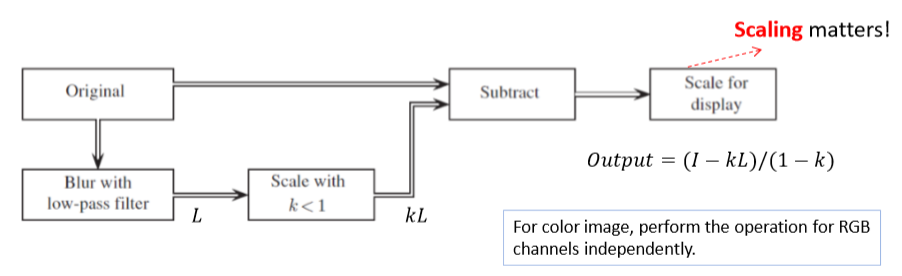 Scaling matters!
Original
Subtract
Scale for
display
Output = (I − kL)/(1 − k)
Blur with
low-pass filter
L
Scale with
k < 1
kL
For color image, perform the operation for RGB
channels independently.